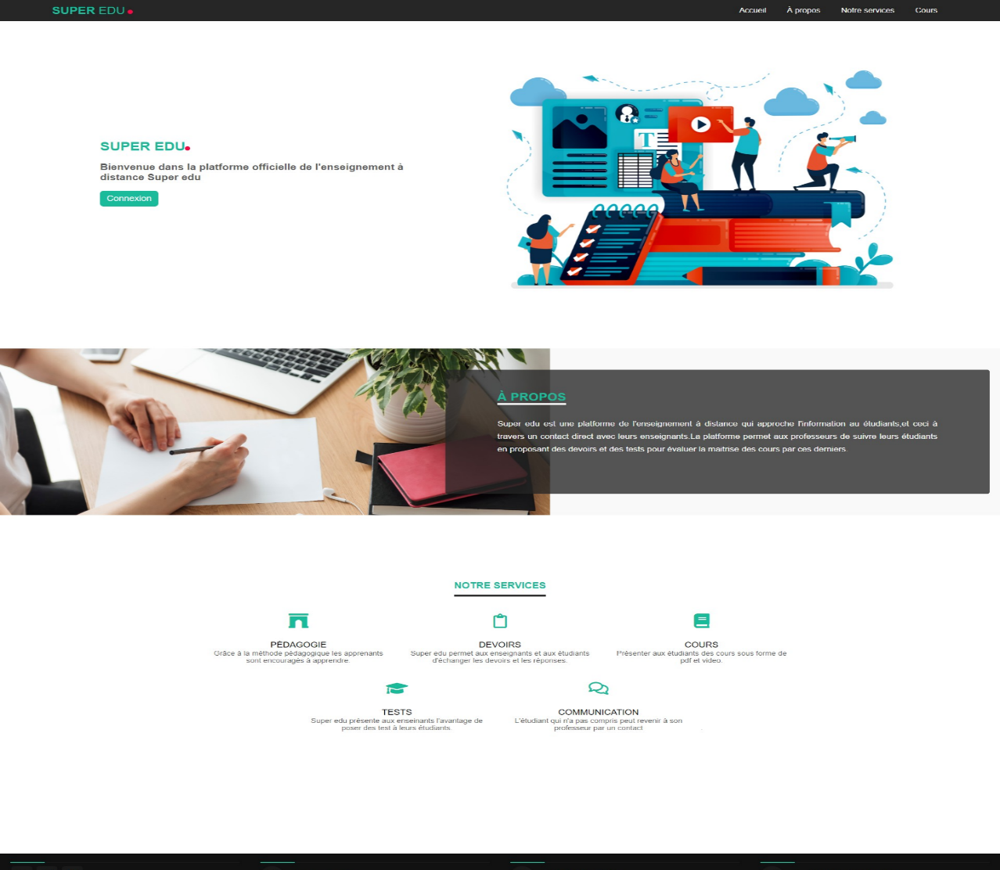 SUPER EDU
Accueil
À propos
Notre services
Cours
SUPER EDU
Bienvenue dans la platforme officielle de l'enseignement à
distance Super edu
Connexion
T
À PROPOS
Super edu est une platforme de l'enseignement à distance qui approche l'information au étudiants,et ceci à
travers un contact direct avec leurs enseignants.La platforme permet aux professeurs de suivre leurs étudiants
en proposant des devoirs et des tests pour évaluer la maitrise des cours par ces derniers.
NOTRE SERVICES
PÉDAGOGIE
Grâce à la méthode pédagogique les apprenants
sont encouragés à apprendre.
DEVOIRS
Super edu permet aux enseignants et aux étudiants
d'échanger les devoirs et les réponses.
COURS
Présenter aux étudiants des cours sous forme de
pdf et video.
TESTS
Super edu présente aux enseinants l'avantage de
poser des test à leurs étudiants.
COMMUNICATION
L'étudiant qui n'a pas compris peut revenir à son
professeur par un contact .